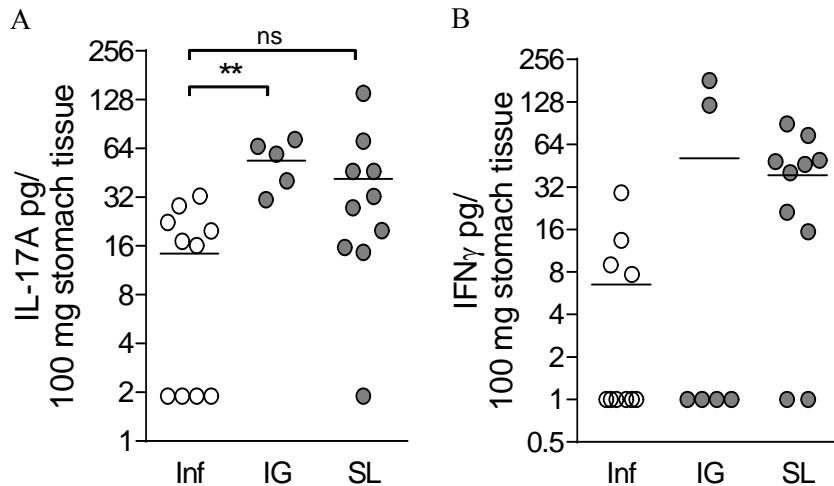 A
IL-17A pg/
100 mg stomach tissue
256
128
64
32
16
8
4
2
1
ns
**
Inf IG SL
B
IFNγ pg/
100 mg stomach tissue
256
128
64
32
16
8
4
2
1
0.5
Inf IG SL